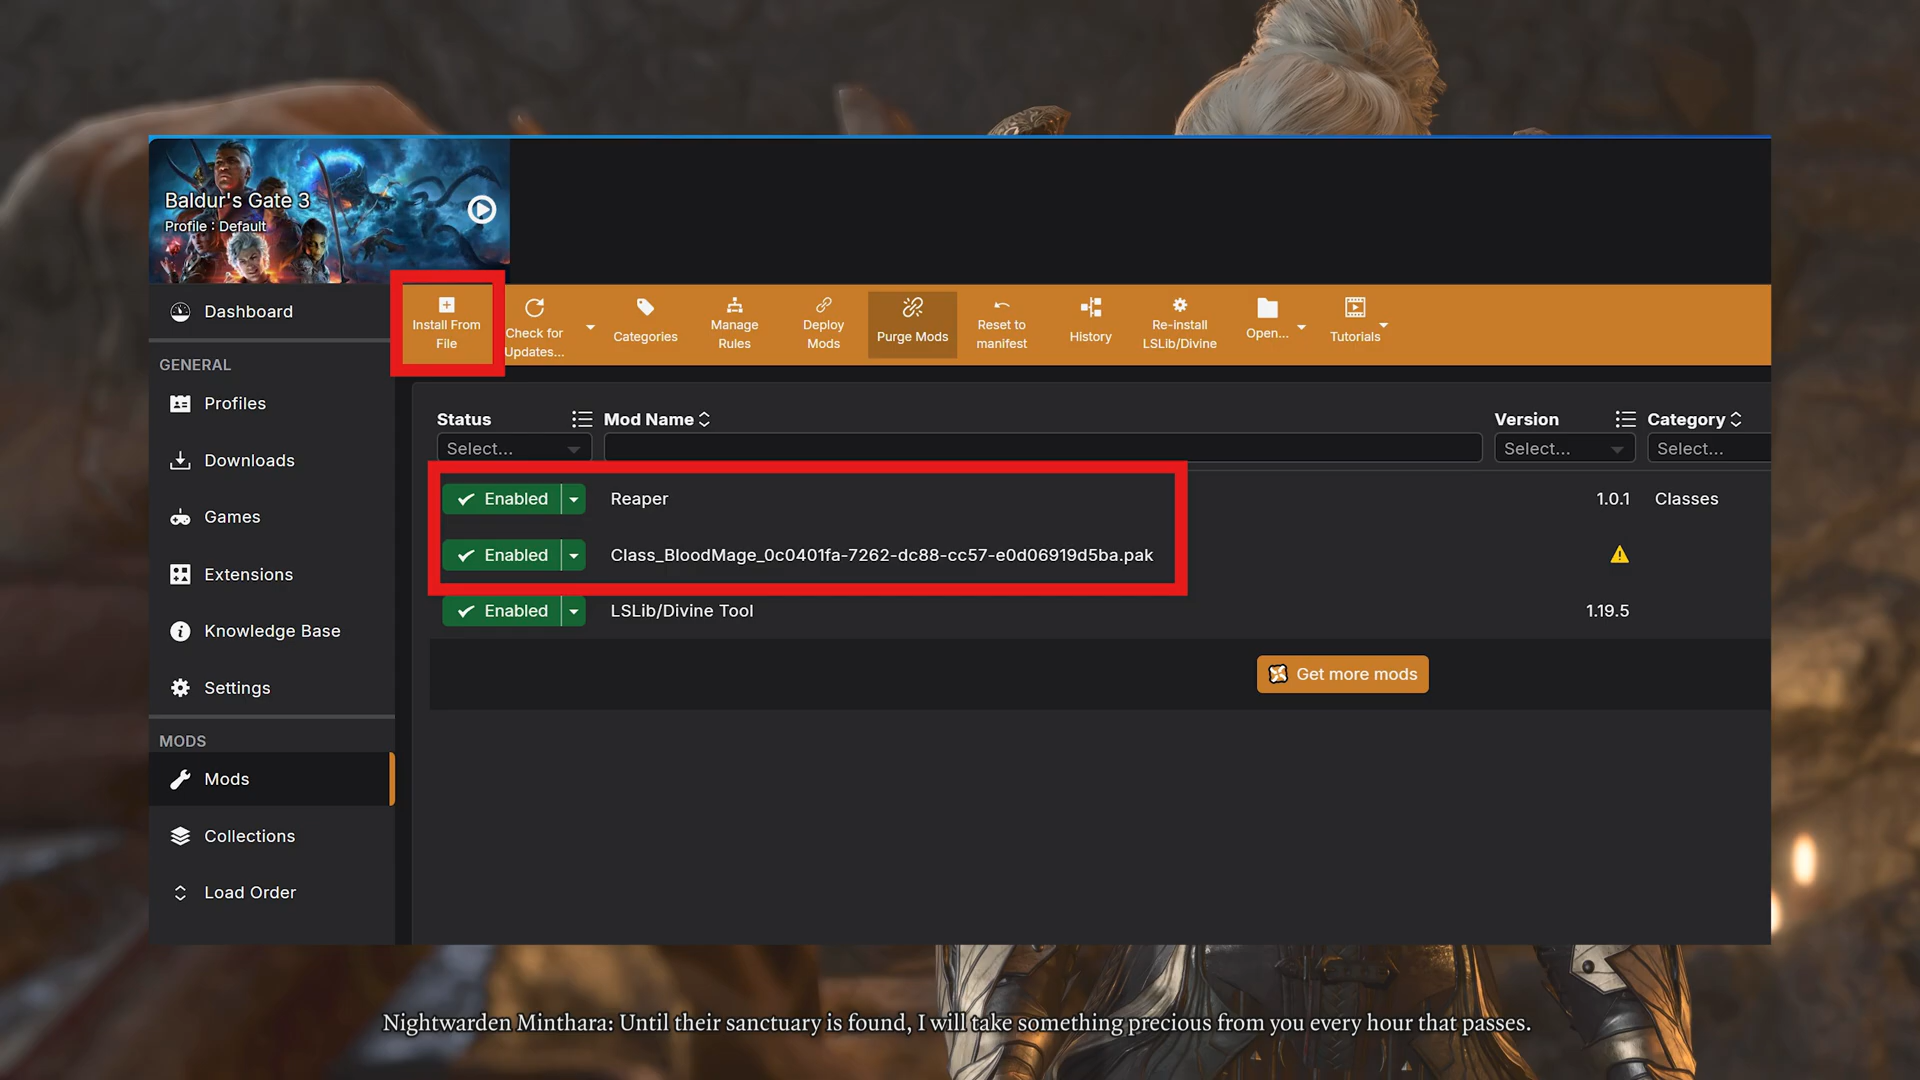 Baldur's Gate 3
Profile : Default
Dashboard
GENERAL
Profiles
Downloads
Games
Extensions
Knowledge Base
Settings
MODS
Mods
Collections
Load Order
Install From
File
Check for
Updates...
Categories
Manage
Rules
Deploy
Mods
Purge Mods
Reset to
manifest
History
Re-install
LSLib/Divine
Open...
Tutorials
Status Mod Name Version Category
Select... Select... Select...
Enabled Reaper 1.0.1 Classes
Enabled Class_BloodMage_0c0401fa-7262-dc88-cc57-e0d06919d5ba.pak
Enabled LSLib/Divine Tool 1.19.5
Get more mods
Nightwarden Minthara: Until their sanctuary is found, I will take something precious from you every hour that passes.